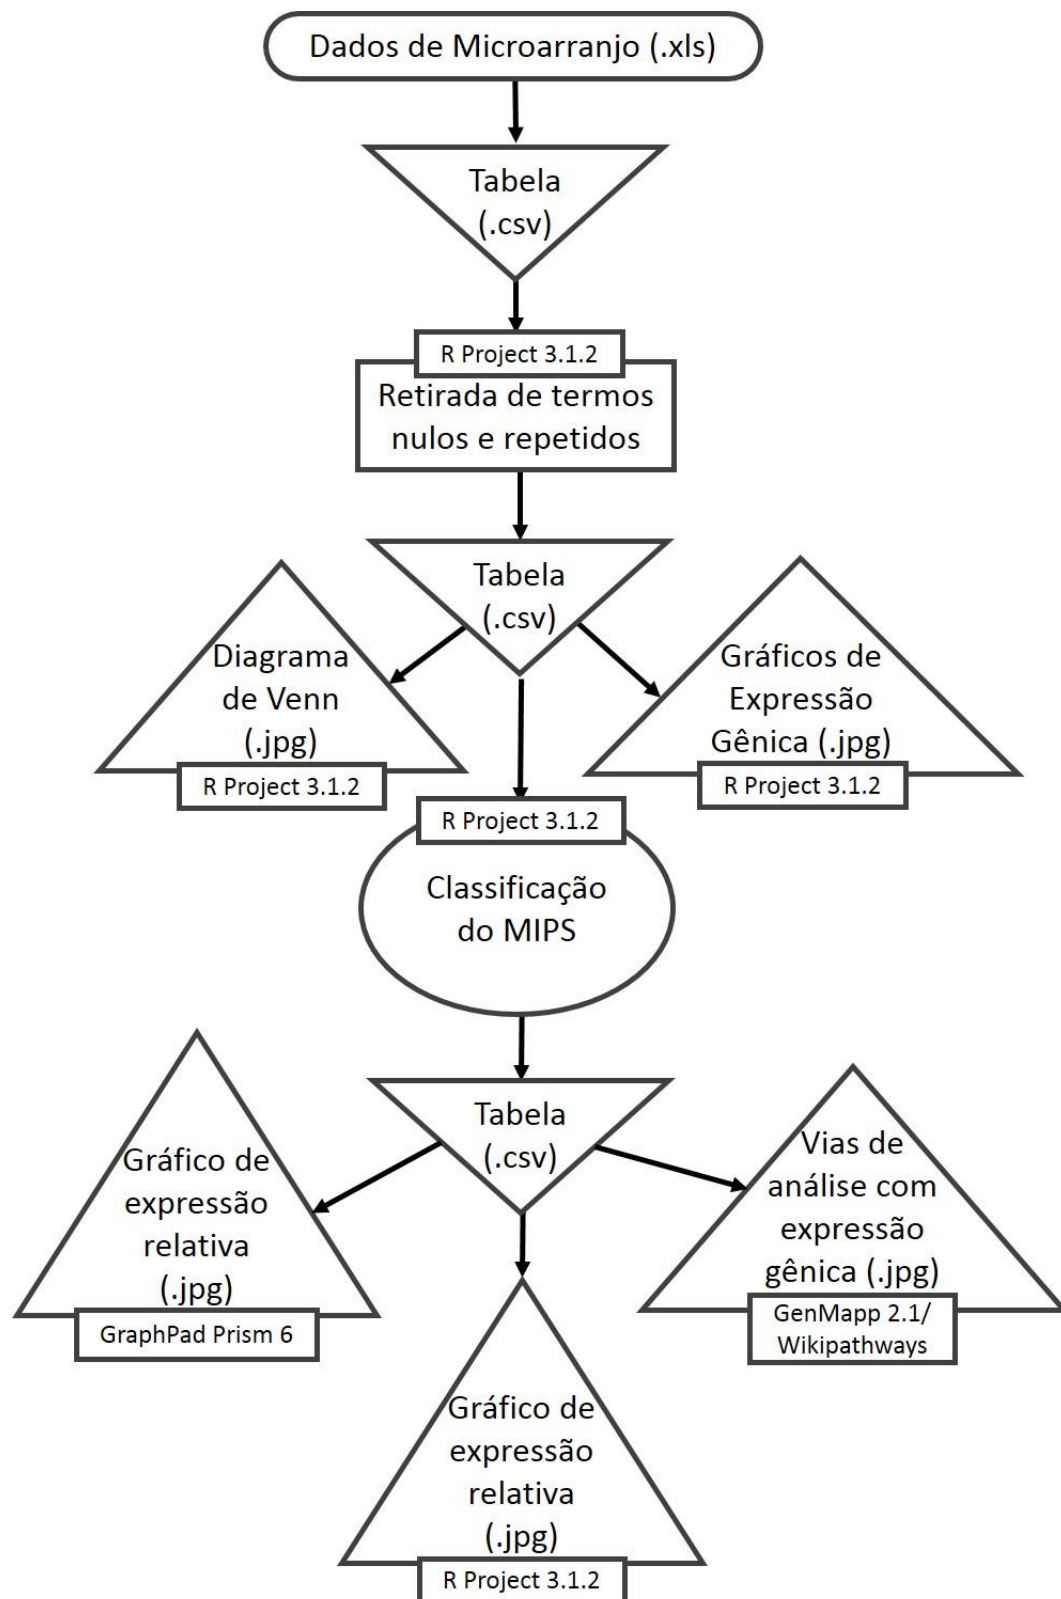 Dados de Microarranjo (.xls)
Tabela
(.csv)
R Project 3.1.2
Retirada de termos
nulos e repetidos
Tabela
(.csv)
Diagrama
de Venn
(.jpg)
R Project 3.1.2
Gráficos de
Expressão
Gênica (.jpg)
R Project 3.1.2
R Project 3.1.2
Classificação
do MIPS
Tabela
(.csv)
Gráfico de
expressão
relativa
(.jpg)
GraphPad Prism 6
Vias de
análise com
expressão
gênica (.jpg)
GenMapp 2.1/
Wikipathways
Gráfico de
expressão
relativa
(.jpg)
R Project 3.1.2